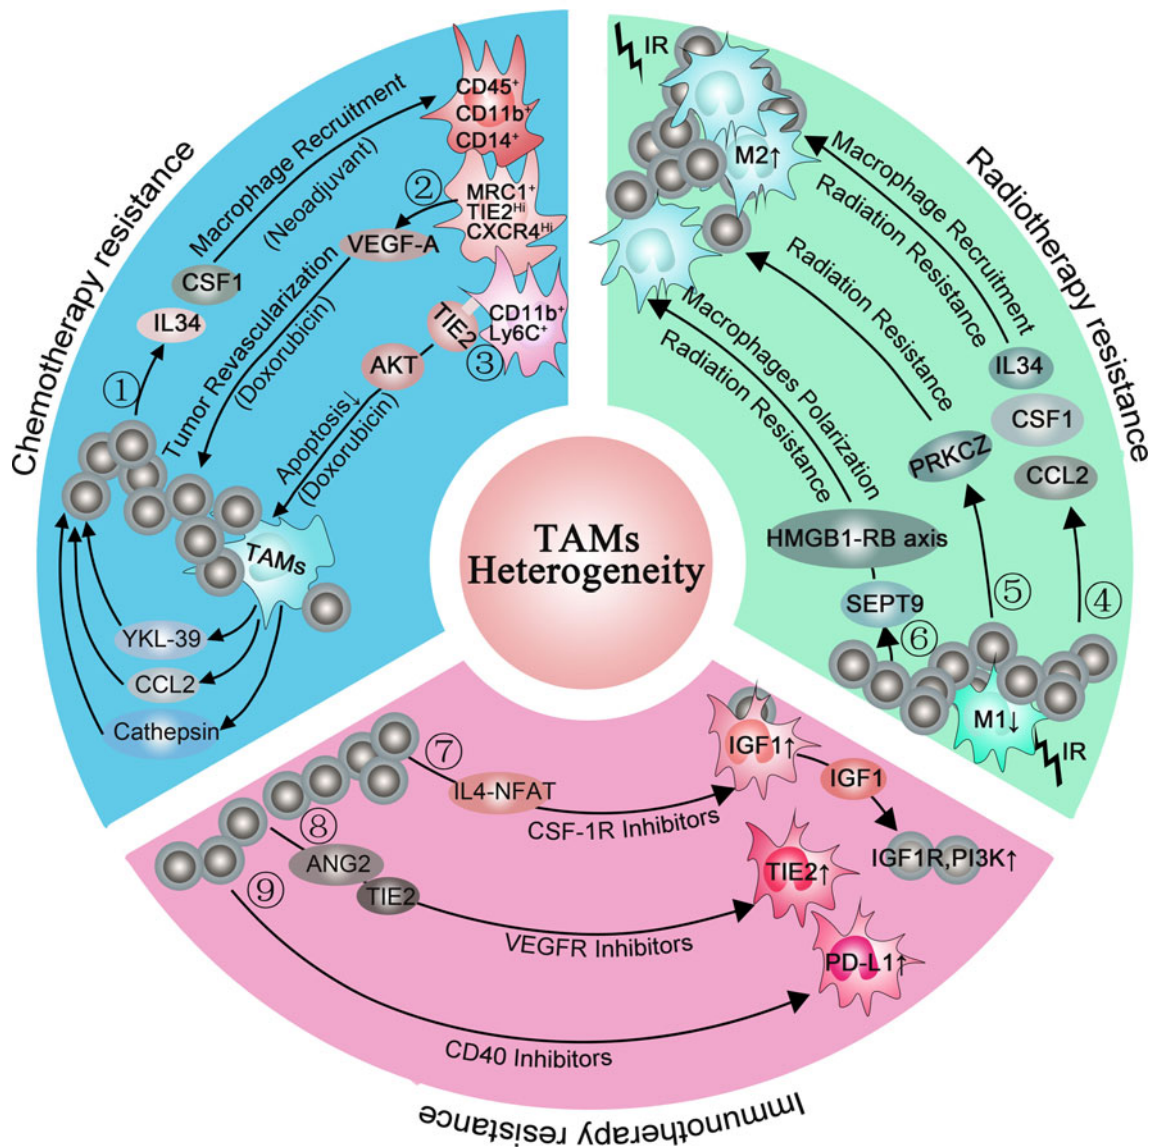 Chemotherapy resistance
Macrophage Recruitment
(Neoadjuvant)
CD45⁺
CD11b⁺
CD14⁺
②
MRC1⁺
TIE2ᴴⁱ
CXCR4ᴴⁱ
VEGF-A
CSF1
IL34
①
Tumor Revascularization
(Doxorubicin)
CD11b⁺
Ly6C⁺
TIE2
③
AKT
Apoptosis↓
(Doxorubicin)
TAMs
YKL-39
CCL2
Cathepsin
TAMs
Heterogeneity
Radiotherapy resistance
IR
M2↑
Macrophage Recruitment
Radiation Resistance
Radiation Resistance
Macrophages Polarization
Radiation Resistance
IL34
CSF1
CCL2
PRKCZ
HMGB1-RB axis
SEPT9
④
⑤
⑥
M1↓
IR
⑦
IL4-NFAT
CSF-1R Inhibitors
IGF1↑
IGF1
IGF1R,PI3K↑
⑧
ANG2
TIE2
VEGFR Inhibitors
TIE2↑
⑨
CD40 Inhibitors
PD-L1↑
Immunotherapy resistance